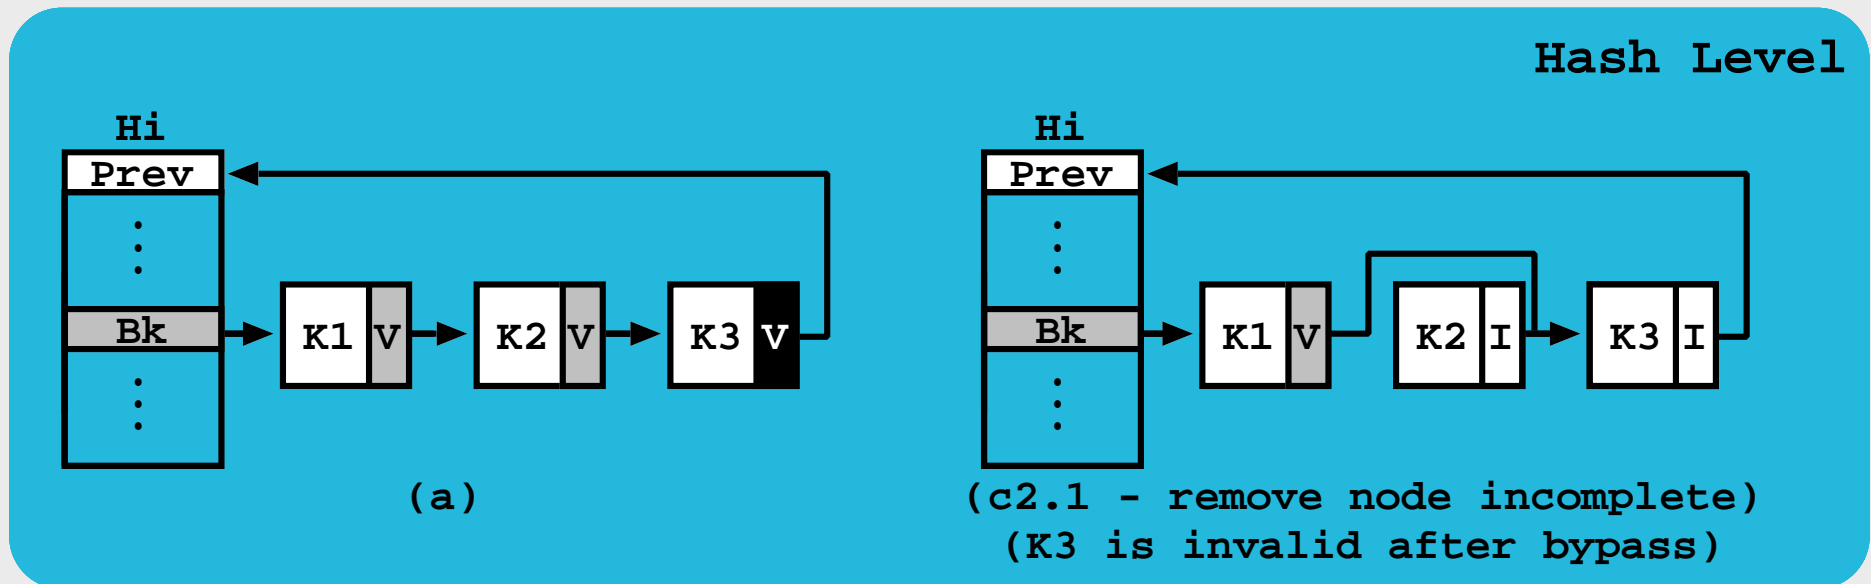 Hash Level
Hi
Prev
Bk
K1 V
K2 V
K3 V
(a)
Hi
Prev
Bk
K1 V
K2 I
K3 I
(c2.1 - remove node incomplete)
(K3 is invalid after bypass)